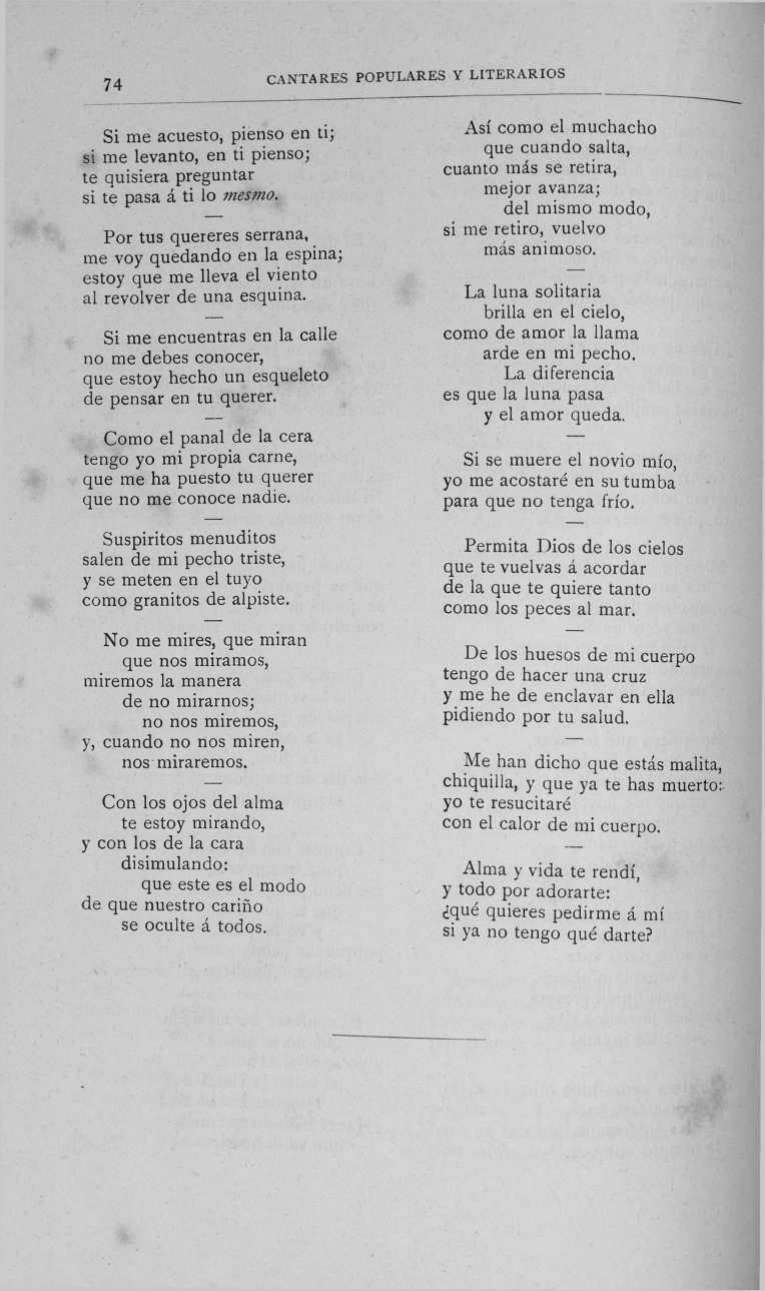 74
CANTARES POPULARES Y LITERARIOS
Si me acuesto, pienso en ti;
si me levanto, en ti pienso;
te quisiera preguntar
si te pasa á ti lo mesmo.
—
Por tus quereres serrana,
me voy quedando en la espina;
estoy que me lleva el viento
al revolver de una esquina.
—
Si me encuentras en la calle
no me debes conocer,
que estoy hecho un esqueleto
de pensar en tu querer.
—
Como el panal de la cera
tengo yo mi propia carne,
que me ha puesto tu querer
que no me conoce nadie.
—
Suspiritos menuditos
salen de mi pecho triste,
y se meten en el tuyo
como granitos de alpiste.
—
No me mires, que miran
que nos miramos,
miremos la manera
de no mirarnos;
no nos miremos,
y, cuando no nos miren,
nos miraremos.
—
Con los ojos del alma
te estoy mirando,
y con los de la cara
disimulando:
que este es el modo
de que nuestro cariño
se oculte á todos.
Así como el muchacho
que cuando salta,
cuanto más se retira,
mejor avanza;
del mismo modo,
si me retiro, vuelvo
más animoso.
—
La luna solitaria
brilla en el cielo,
como de amor la llama
arde en mi pecho.
La diferencia
es que la luna pasa
y el amor queda.
—
Si se muere el novio mío,
yo me acostaré en su tumba
para que no tenga frío.
—
Permita Dios de los cielos
que te vuelvas á acordar
de la que te quiere tanto
como los peces al mar.
—
De los huesos de mi cuerpo
tengo de hacer una cruz
y me he de enclavar en ella
pidiendo por tu salud.
—
Me han dicho que estás malita,
chiquilla, y que ya te has muerto:
yo te resucitaré
con el calor de mi cuerpo.
—
Alma y vida te rendí,
y todo por adorarte:
¿qué quieres pedirme á mí
si ya no tengo qué darte?